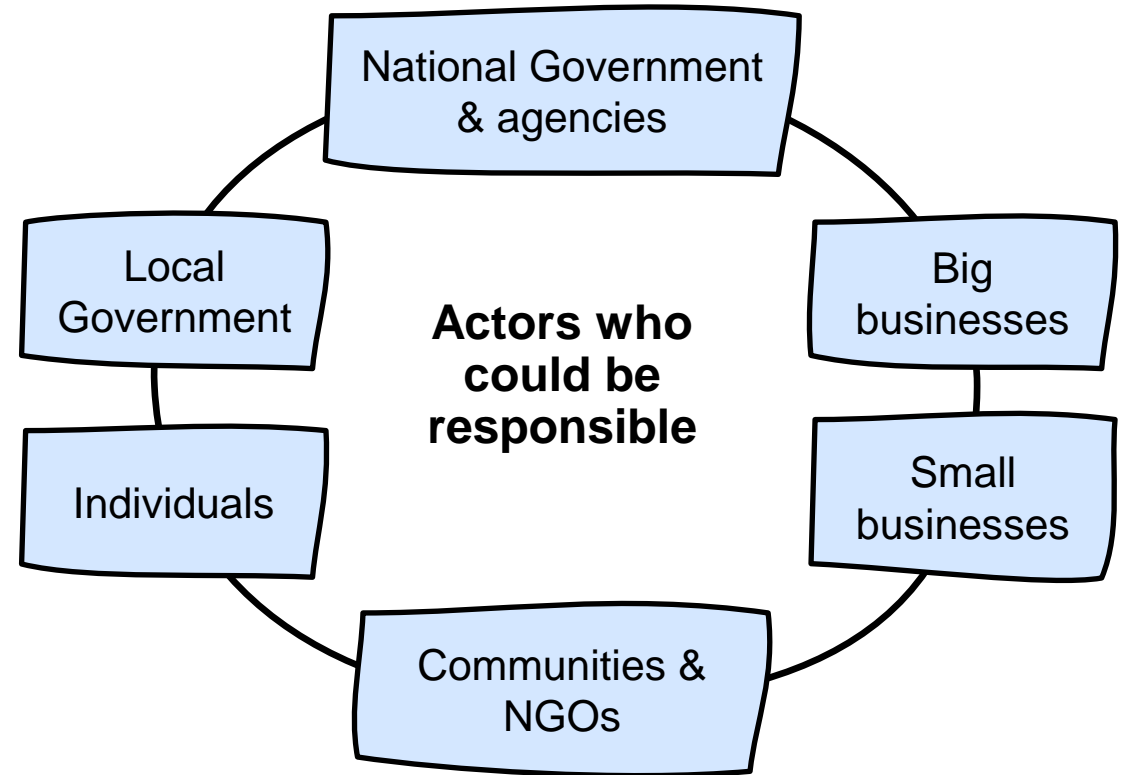 National Government
& agencies
Local
Government
Big
businesses
Actors who
could be
responsible
Individuals
Small
businesses
Communities &
NGOs